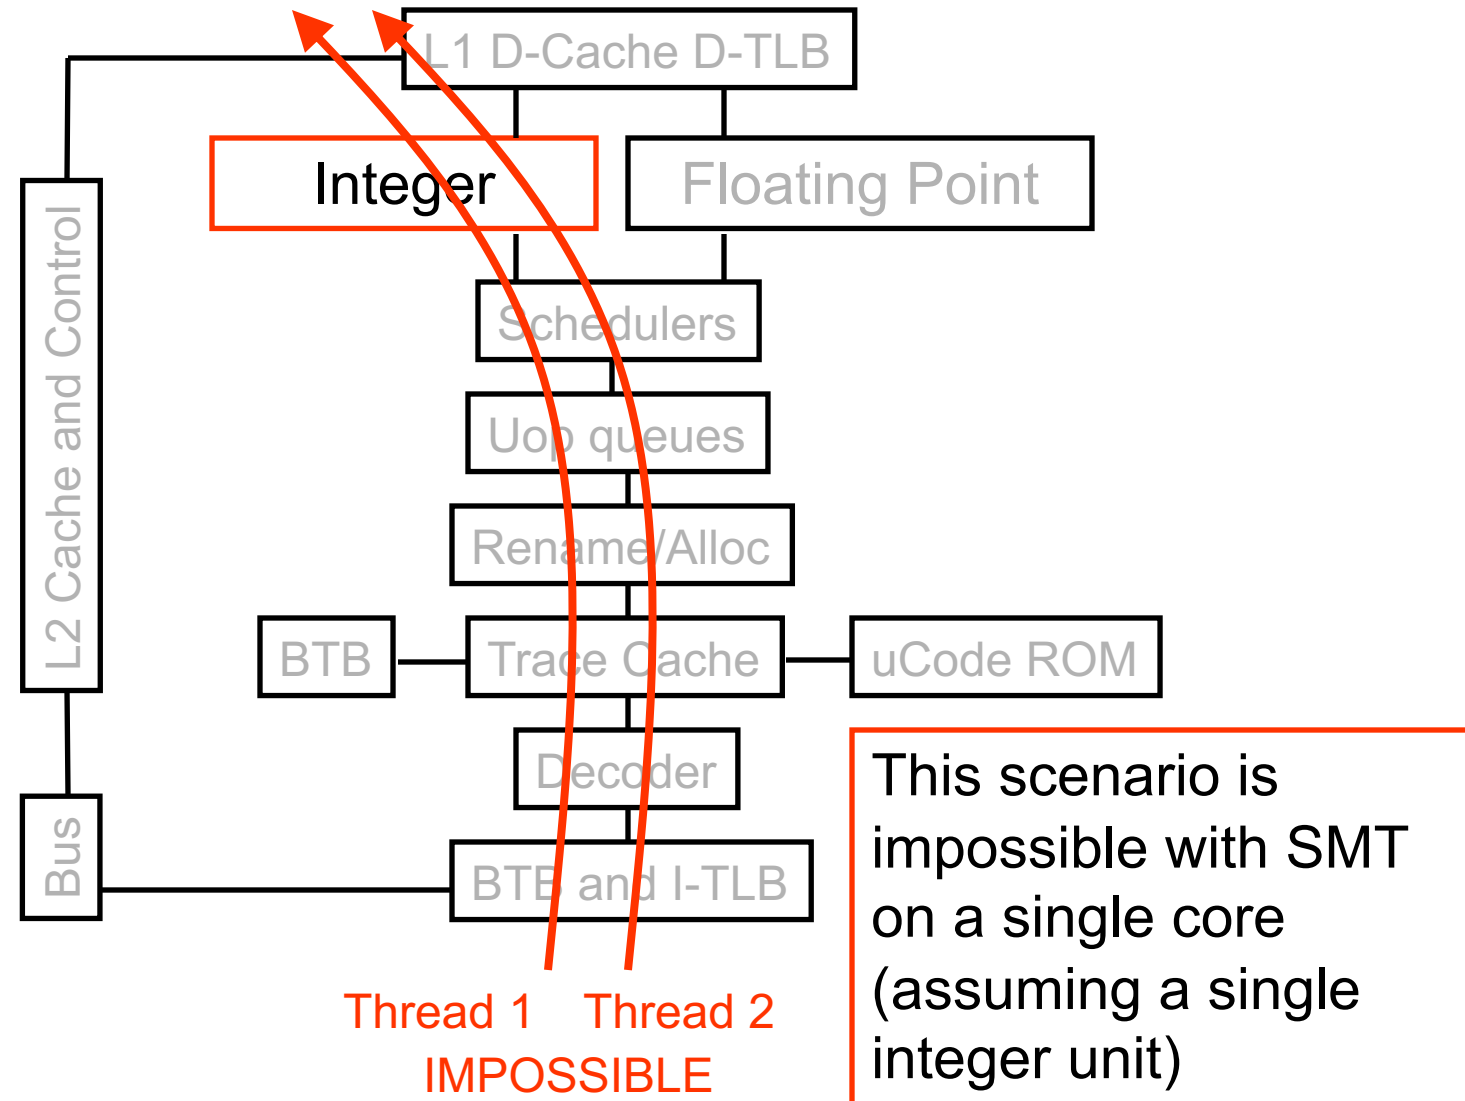 L1 D-Cache D-TLB
Integer
Floating Point
L2 Cache and Control
Schedulers
Uop queues
Rename/Alloc
BTB
Trace Cache
uCode ROM
Decoder
Bus
BTB and I-TLB
Thread 1
Thread 2
IMPOSSIBLE
This scenario is
impossible with SMT
on a single core
(assuming a single
integer unit)